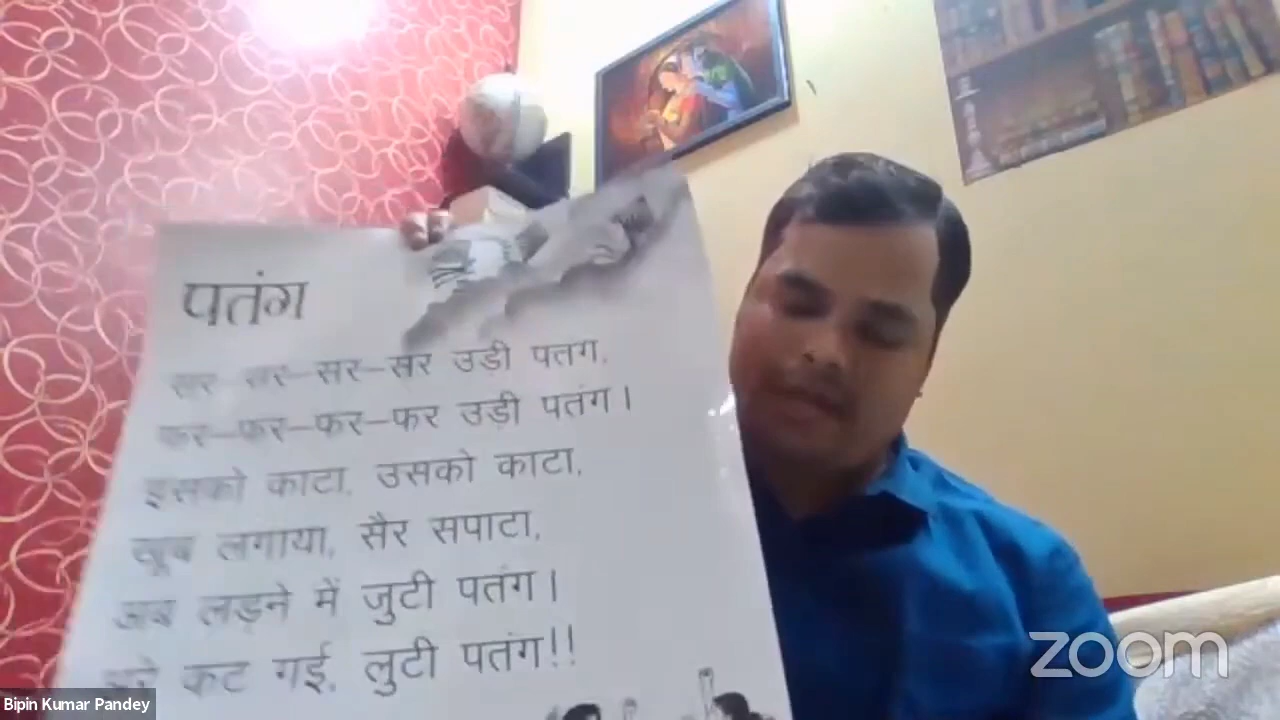 पतंग
सर-सर-सर-सर उड़ी पतंग,
फर-फर-फर-फर उड़ी पतंग।
इसको काटा, उसको काटा,
खूब लगाया, सैर सपाटा,
अब लड़ने में जुटी पतंग।
अरे कट गई, लुटी पतंग!!
zoom
Bipin Kumar Pandey